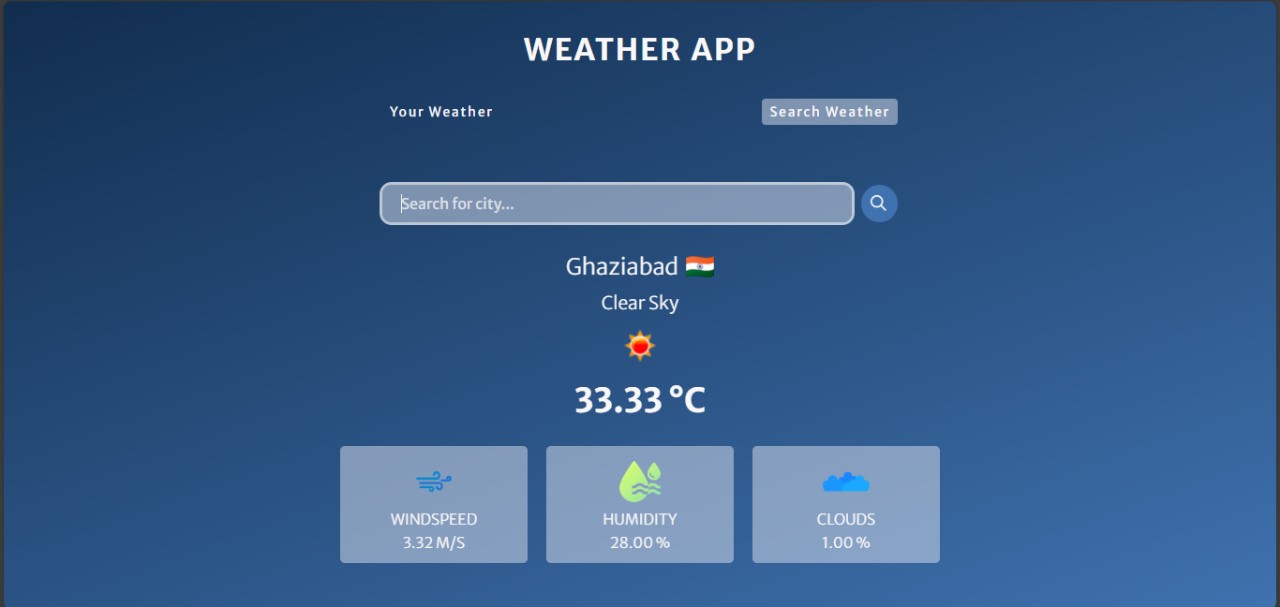 WEATHER APP
Your Weather
Search Weather
Search for city...
Ghaziabad
Clear Sky
33.33 °C
WINDSPEED
3.32 M/S
HUMIDITY
28.00 %
CLOUDS
1.00 %